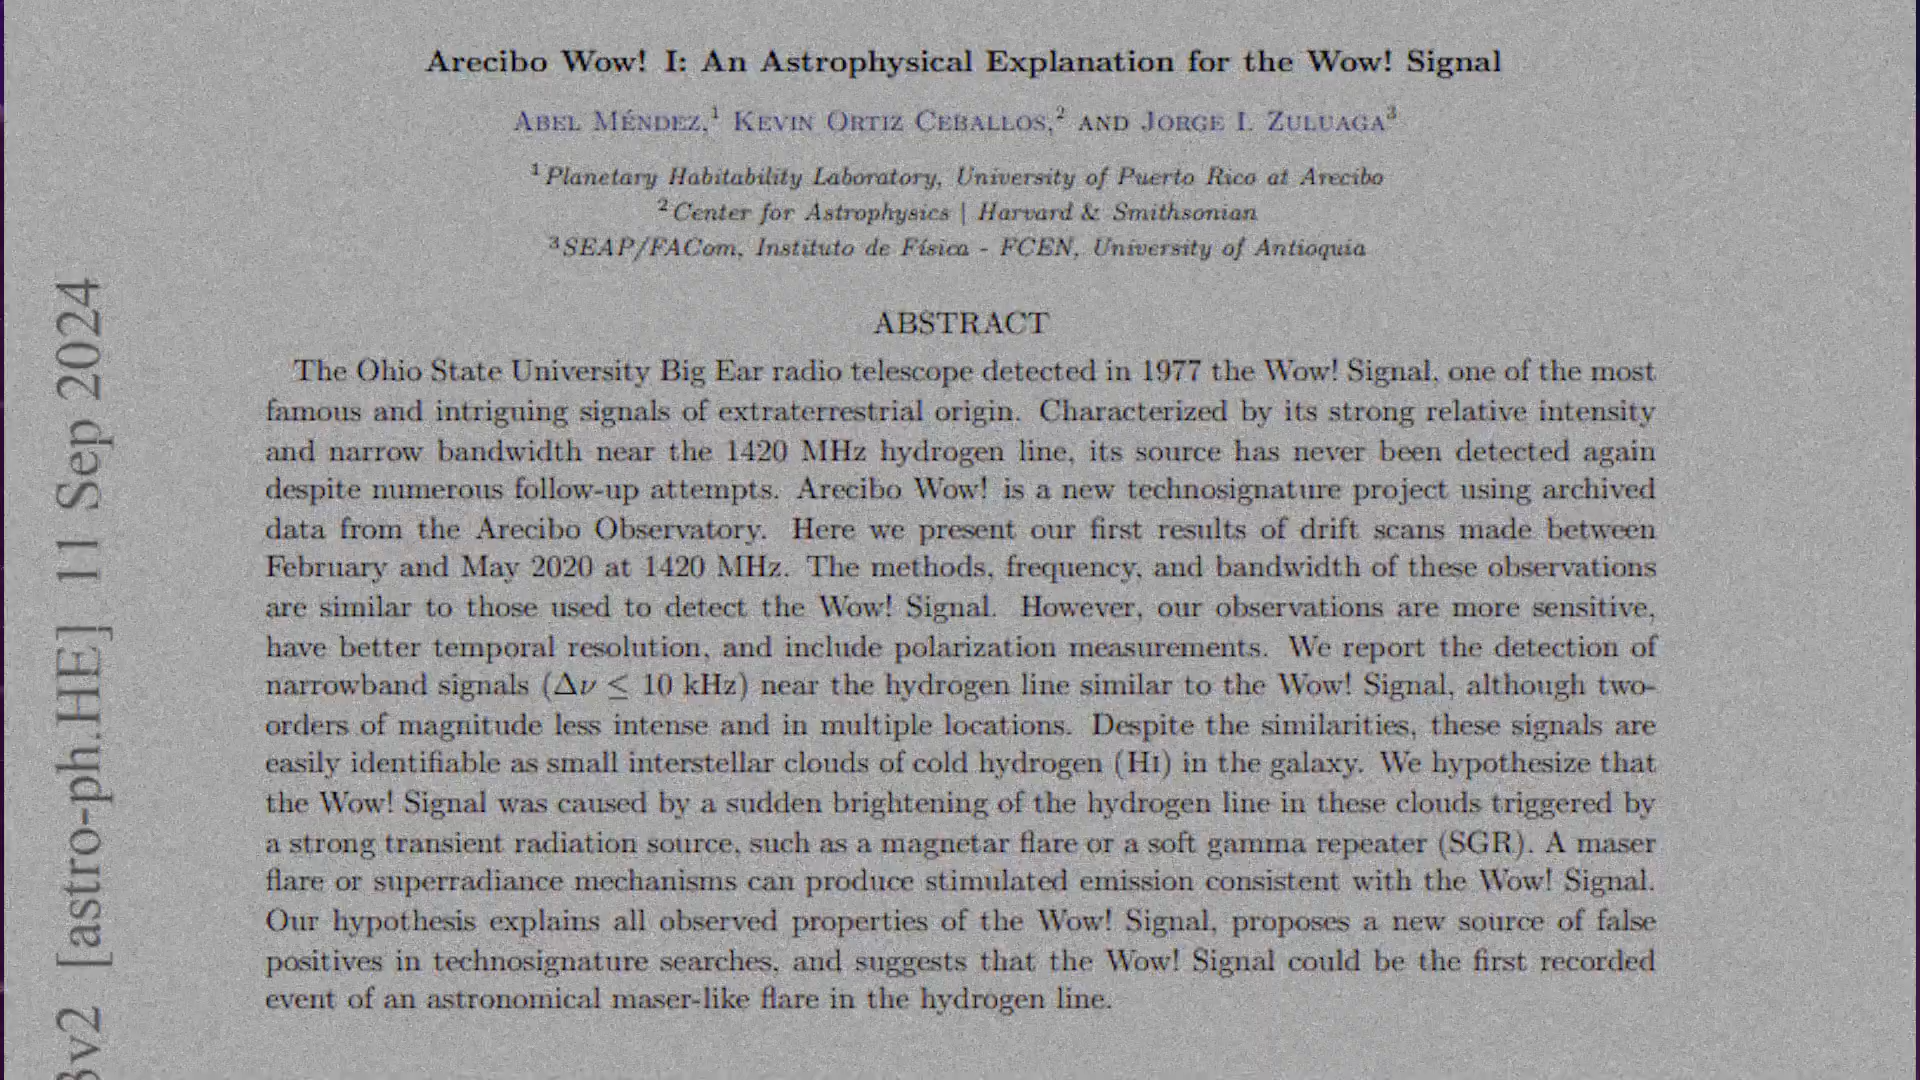 Arecibo Wow! I: An Astrophysical Explanation for the Wow! Signal
Abel Méndez,¹ Kevin Ortiz Ceballos,² and Jorge I. Zuluaga³
¹Planetary Habitability Laboratory, University of Puerto Rico at Arecibo
²Center for Astrophysics | Harvard & Smithsonian
³SEAP/FACom, Instituto de Física - FCEN, University of Antioquia
ABSTRACT
The Ohio State University Big Ear radio telescope detected in 1977 the Wow! Signal, one of the most
famous and intriguing signals of extraterrestrial origin. Characterized by its strong relative intensity
and narrow bandwidth near the 1420 MHz hydrogen line, its source has never been detected again
despite numerous follow-up attempts. Arecibo Wow! is a new technosignature project using archived
data from the Arecibo Observatory. Here we present our first results of drift scans made between
February and May 2020 at 1420 MHz. The methods, frequency, and bandwidth of these observations
are similar to those used to detect the Wow! Signal. However, our observations are more sensitive,
have better temporal resolution, and include polarization measurements. We report the detection of
narrowband signals (Δν ≤ 10 kHz) near the hydrogen line similar to the Wow! Signal, although two-
orders of magnitude less intense and in multiple locations. Despite the similarities, these signals are
easily identifiable as small interstellar clouds of cold hydrogen (HI) in the galaxy. We hypothesize that
the Wow! Signal was caused by a sudden brightening of the hydrogen line in these clouds triggered by
a strong transient radiation source, such as a magnetar flare or a soft gamma repeater (SGR). A maser
flare or superradiance mechanisms can produce stimulated emission consistent with the Wow! Signal.
Our hypothesis explains all observed properties of the Wow! Signal, proposes a new source of false
positives in technosignature searches, and suggests that the Wow! Signal could be the first recorded
event of an astronomical maser-like flare in the hydrogen line.
3v2 [astro-ph.HE] 11 Sep 2024